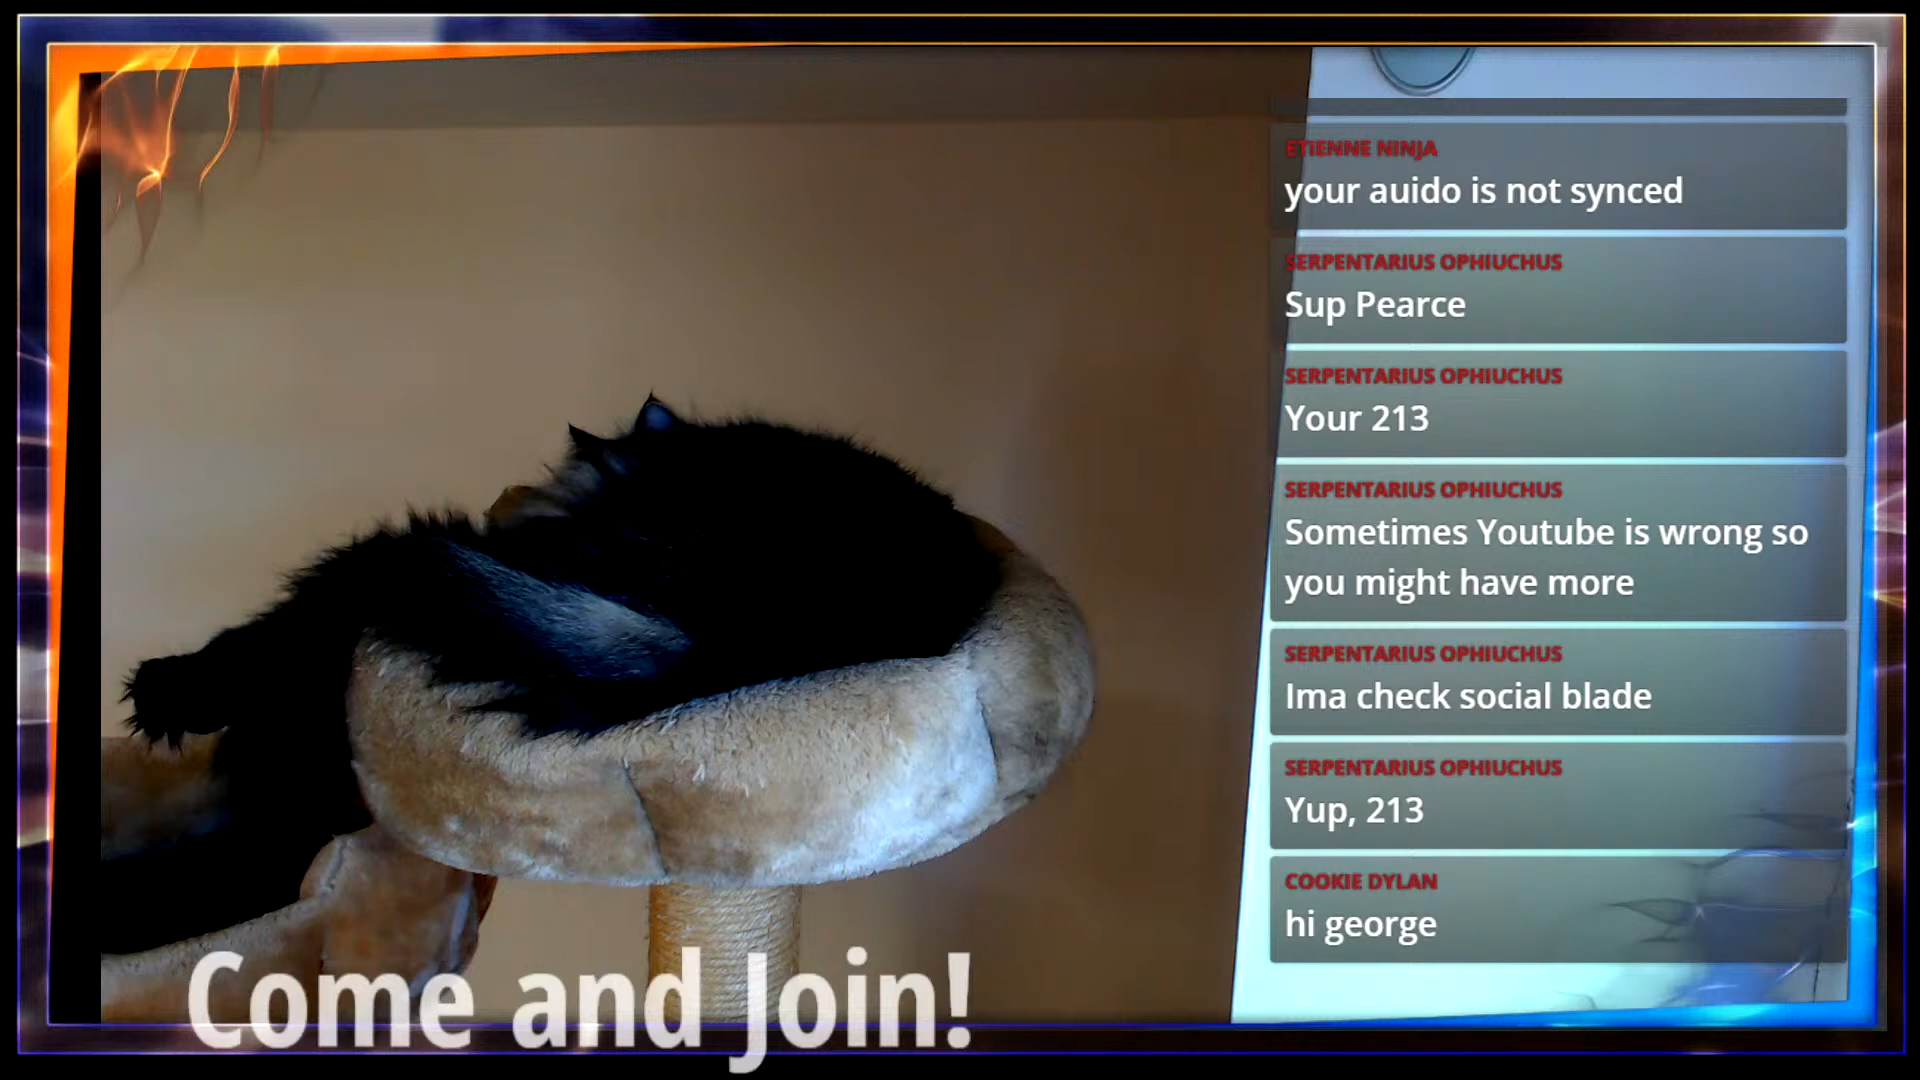 ETIENNE NINJA
your auido is not synced
SERPENTARIUS OPHIUCHUS
Sup Pearce
SERPENTARIUS OPHIUCHUS
Your 213
SERPENTARIUS OPHIUCHUS
Sometimes Youtube is wrong so
you might have more
SERPENTARIUS OPHIUCHUS
Ima check social blade
SERPENTARIUS OPHIUCHUS
Yup, 213
COOKIE DYLAN
hi george
Come and Join!